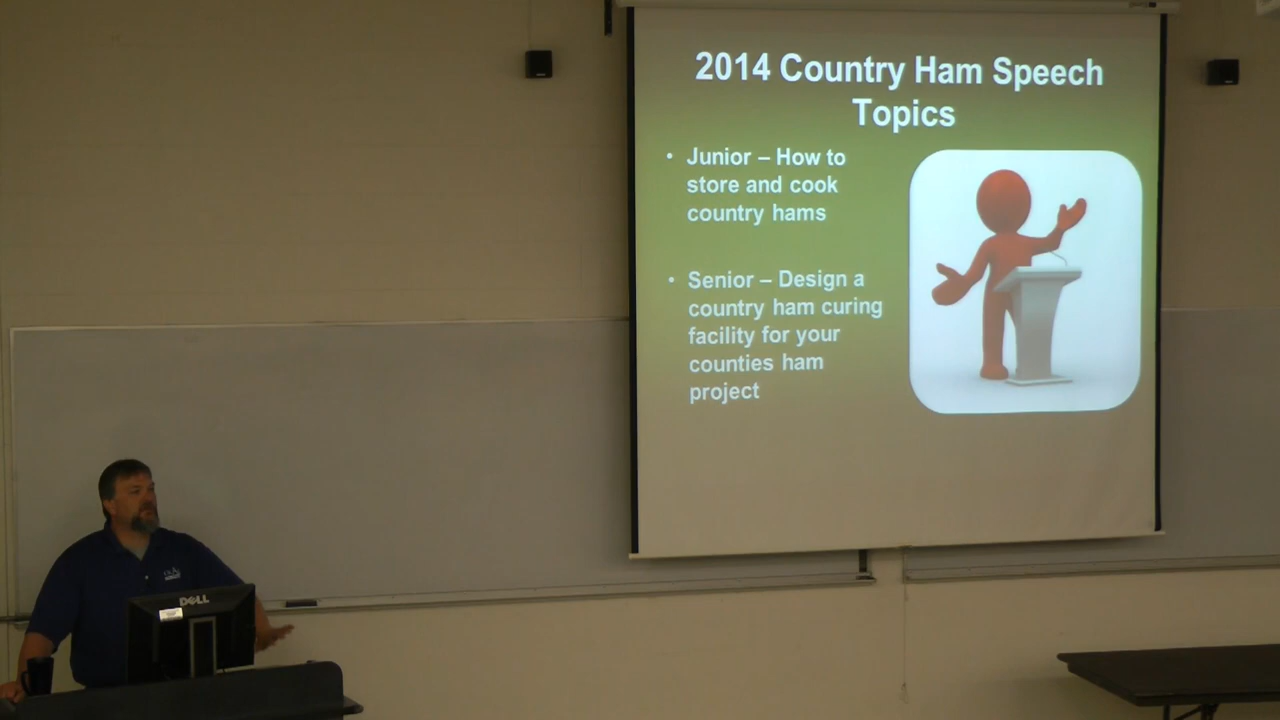 2014 Country Ham Speech
Topics
• Junior – How to
store and cook
country hams
• Senior – Design a
country ham curing
facility for your
counties ham
project
DELL